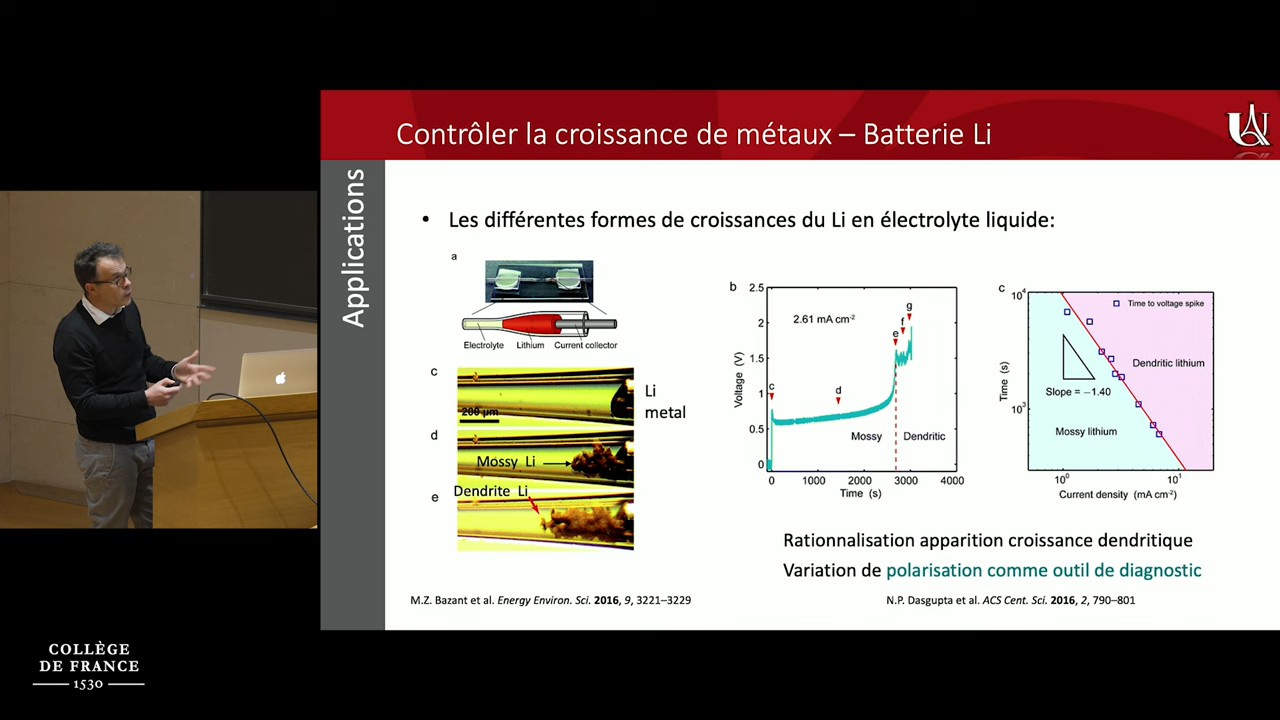 Contrôler la croissance de métaux – Batterie Li
Applications
• Les différentes formes de croissances du Li en électrolyte liquide:
a
Electrolyte Lithium Current collector
c
200 µm
Li
metal
d
Mossy Li
Dendrite Li
e
b
2.5
2
1.5
1
0.5
0
Voltage (V)
2.61 mA cm-2
c
d
e
f
g
Mossy
Dendritic
0 1000 2000 3000 4000
Time (s)
c
10⁴
10³
Time (s)
Time to voltage spike
Dendritic lithium
Slope = −1.40
Mossy lithium
10⁰ 10¹
Current density (mA cm-2)
Rationnalisation apparition croissance dendritique
Variation de polarisation comme outil de diagnostic
M.Z. Bazant et al. Energy Environ. Sci. 2016, 9, 3221–3229
N.P. Dasgupta et al. ACS Cent. Sci. 2016, 2, 790–801
COLLÈGE
DE FRANCE
1530